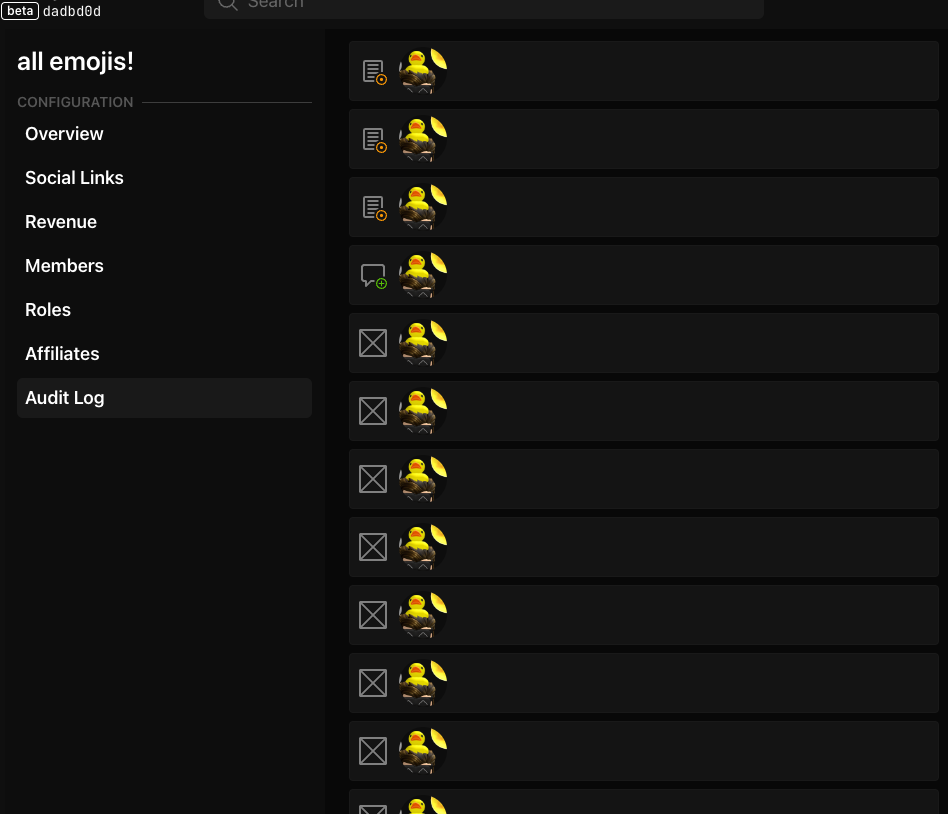 beta dadbd0d
Search
all emojis!
CONFIGURATION
Overview
Social Links
Revenue
Members
Roles
Affiliates
Audit Log